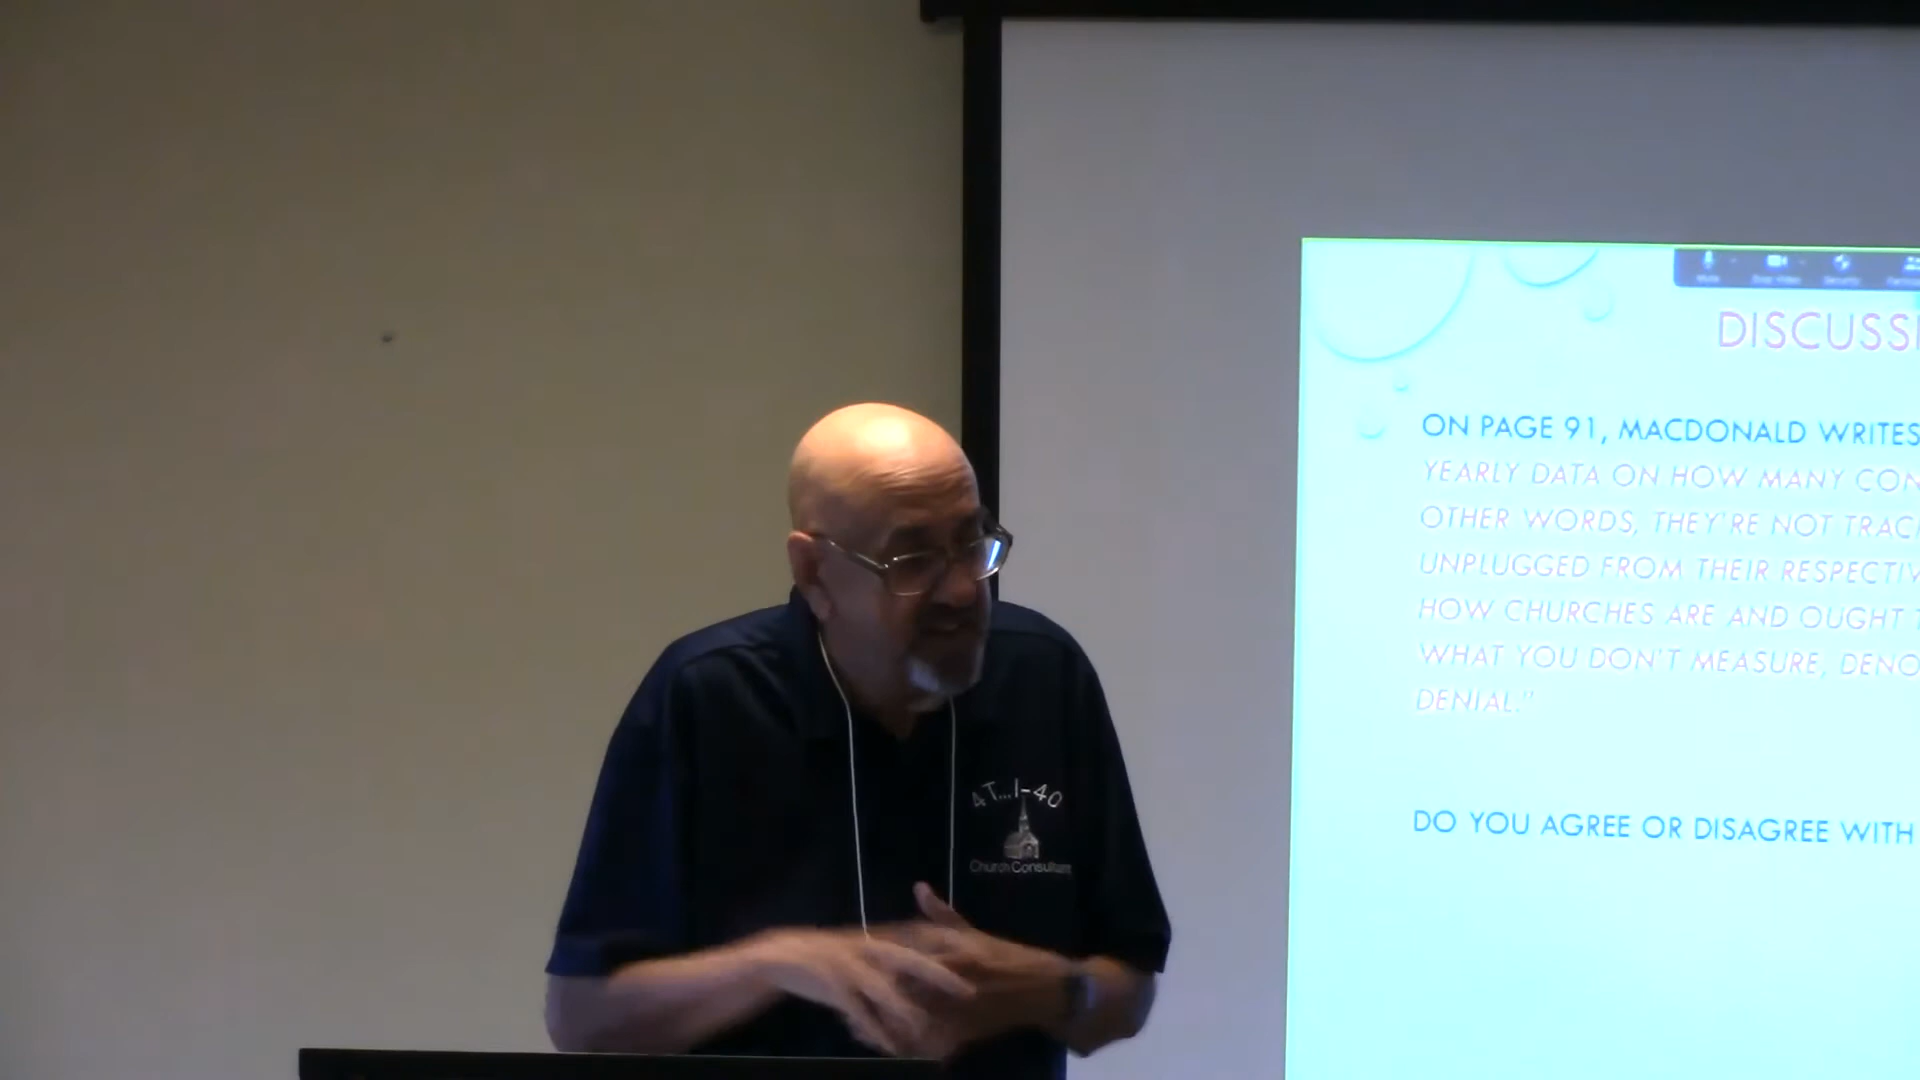 DISCUSSI
ON PAGE 91, MACDONALD WRITES
YEARLY DATA ON HOW MANY CON
OTHER WORDS, THEY'RE NOT TRAC
UNPLUGGED FROM THEIR RESPECTIV
HOW CHURCHES ARE AND OUGHT T
WHAT YOU DON'T MEASURE, DENO
DENIAL."
DO YOU AGREE OR DISAGREE WITH
4 T...I-40
Church Consultant